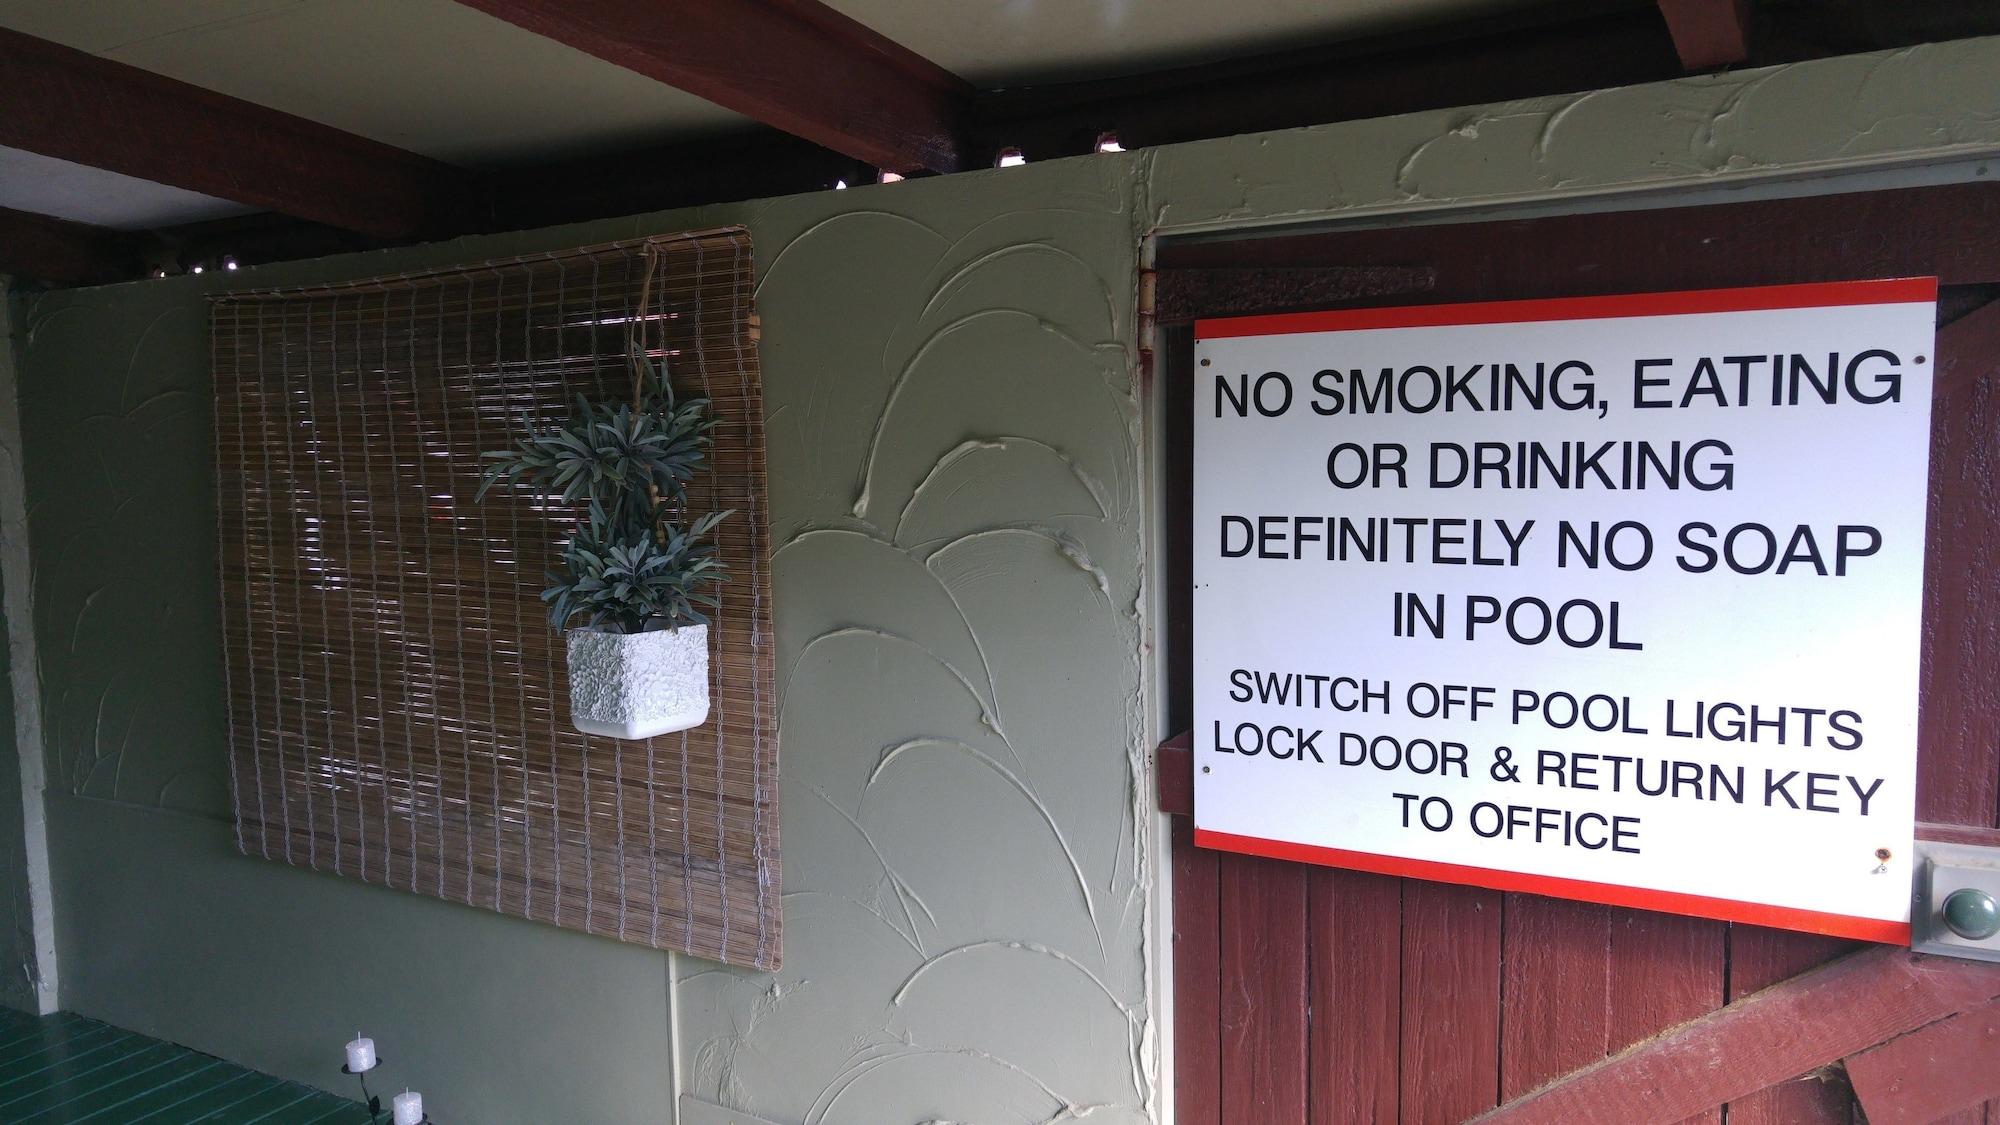 NO SMOKING, EATING
OR DRINKING
DEFINITELY NO SOAP
IN POOL
SWITCH OFF POOL LIGHTS
LOCK DOOR & RETURN KEY
TO OFFICE